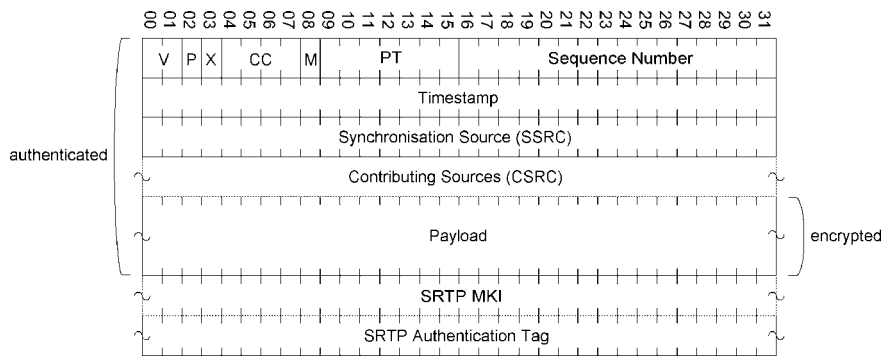 00 01 02 03 04 05 06 07 08 09 10 11 12 13 14 15 16 17 18 19 20 21 22 23 24 25 26 27 28 29 30 31
V P X CC M PT Sequence Number
Timestamp
Synchronisation Source (SSRC)
authenticated
Contributing Sources (CSRC)
Payload
encrypted
SRTP MKI
SRTP Authentication Tag